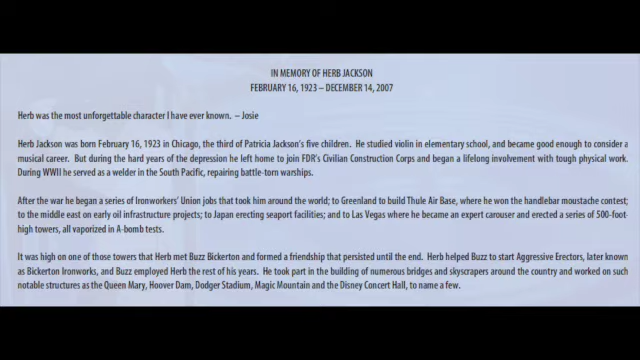 IN MEMORY OF HERB JACKSON
FEBRUARY 16, 1923 – DECEMBER 14, 2007
Herb was the most unforgettable character I have ever known. – Josie
Herb Jackson was born February 16, 1923 in Chicago, the third of Patricia Jackson's five children. He studied violin in elementary school, and became good enough to consider a
musical career. But during the hard years of the depression he left home to join FDR's Civilian Construction Corps and began a lifelong involvement with tough physical work.
During WWII he served as a welder in the South Pacific, repairing battle-torn warships.
After the war he began a series of Ironworkers' Union jobs that took him around the world; to Greenland to build Thule Air Base, where he won the handlebar moustache contest;
to the middle east on early oil infrastructure projects; to Japan erecting seaport facilities; and to Las Vegas where he became an expert carouser and erected a series of 500-foot-
high towers, all vaporized in A-bomb tests.
It was high on one of those towers that Herb met Buzz Bickerton and formed a friendship that persisted until the end. Herb helped Buzz to start Aggressive Erectors, later known
as Bickerton Ironworks, and Buzz employed Herb the rest of his years. He took part in the building of numerous bridges and skyscrapers around the country and worked on such
notable structures as the Queen Mary, Hoover Dam, Dodger Stadium, Magic Mountain and the Disney Concert Hall, to name a few.